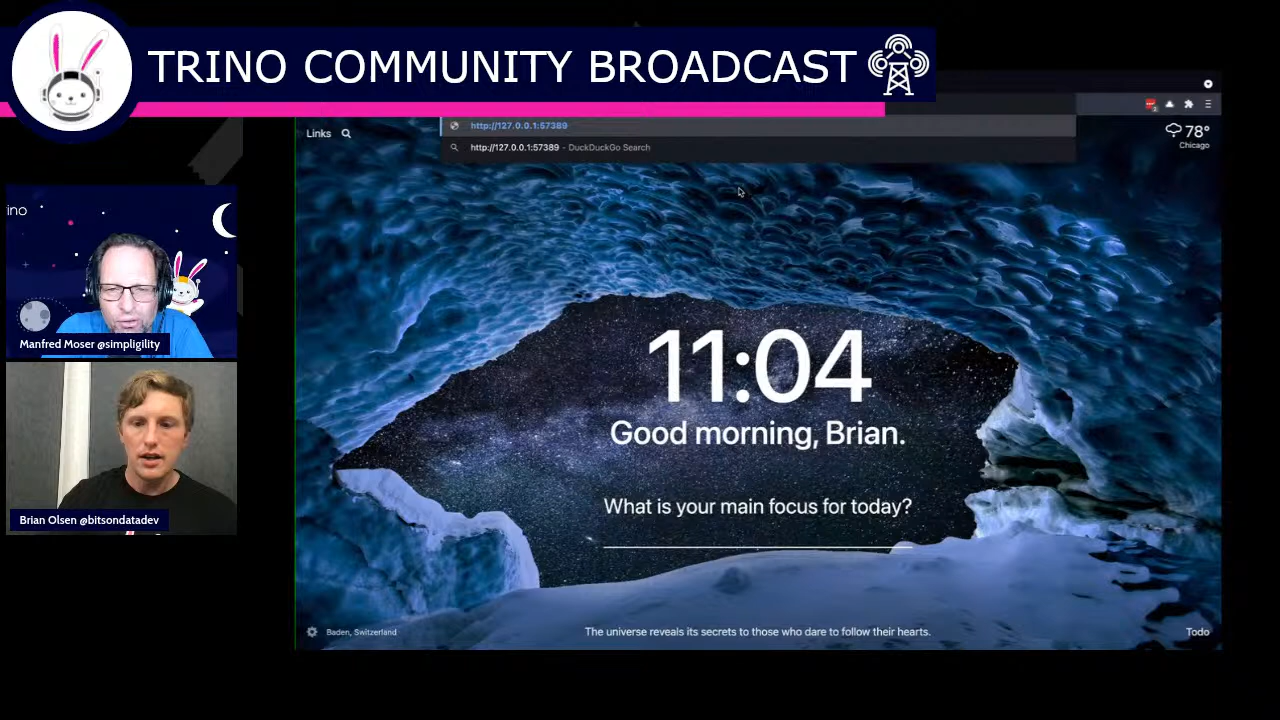 TRINO COMMUNITY BROADCAST
Links
http://127.0.0.1:57389
http://127.0.0.1:57389 - DuckDuckGo Search
78°
Chicago
ino
Manfred Moser @simpligility
Brian Olsen @bitsondatadev
11:04
Good morning, Brian.
What is your main focus for today?
Baden, Switzerland
The universe reveals its secrets to those who dare to follow their hearts.
Todo